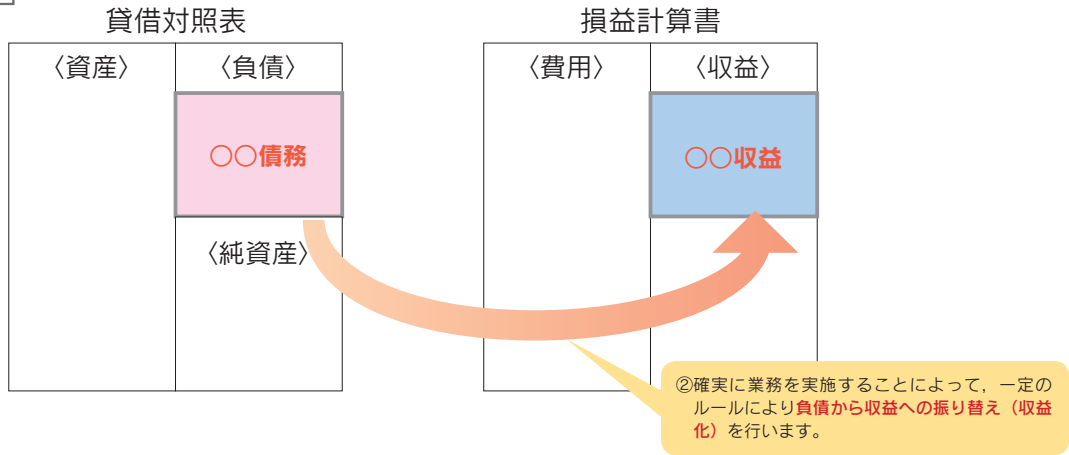 貸借対照表
損益計算書
〈資産〉
〈負債〉
〈費用〉
〈収益〉
○○債務
○○収益
〈純資産〉
②確実に業務を実施することによって，一定の
ルールにより負債から収益への振り替え（収益
化）を行います。